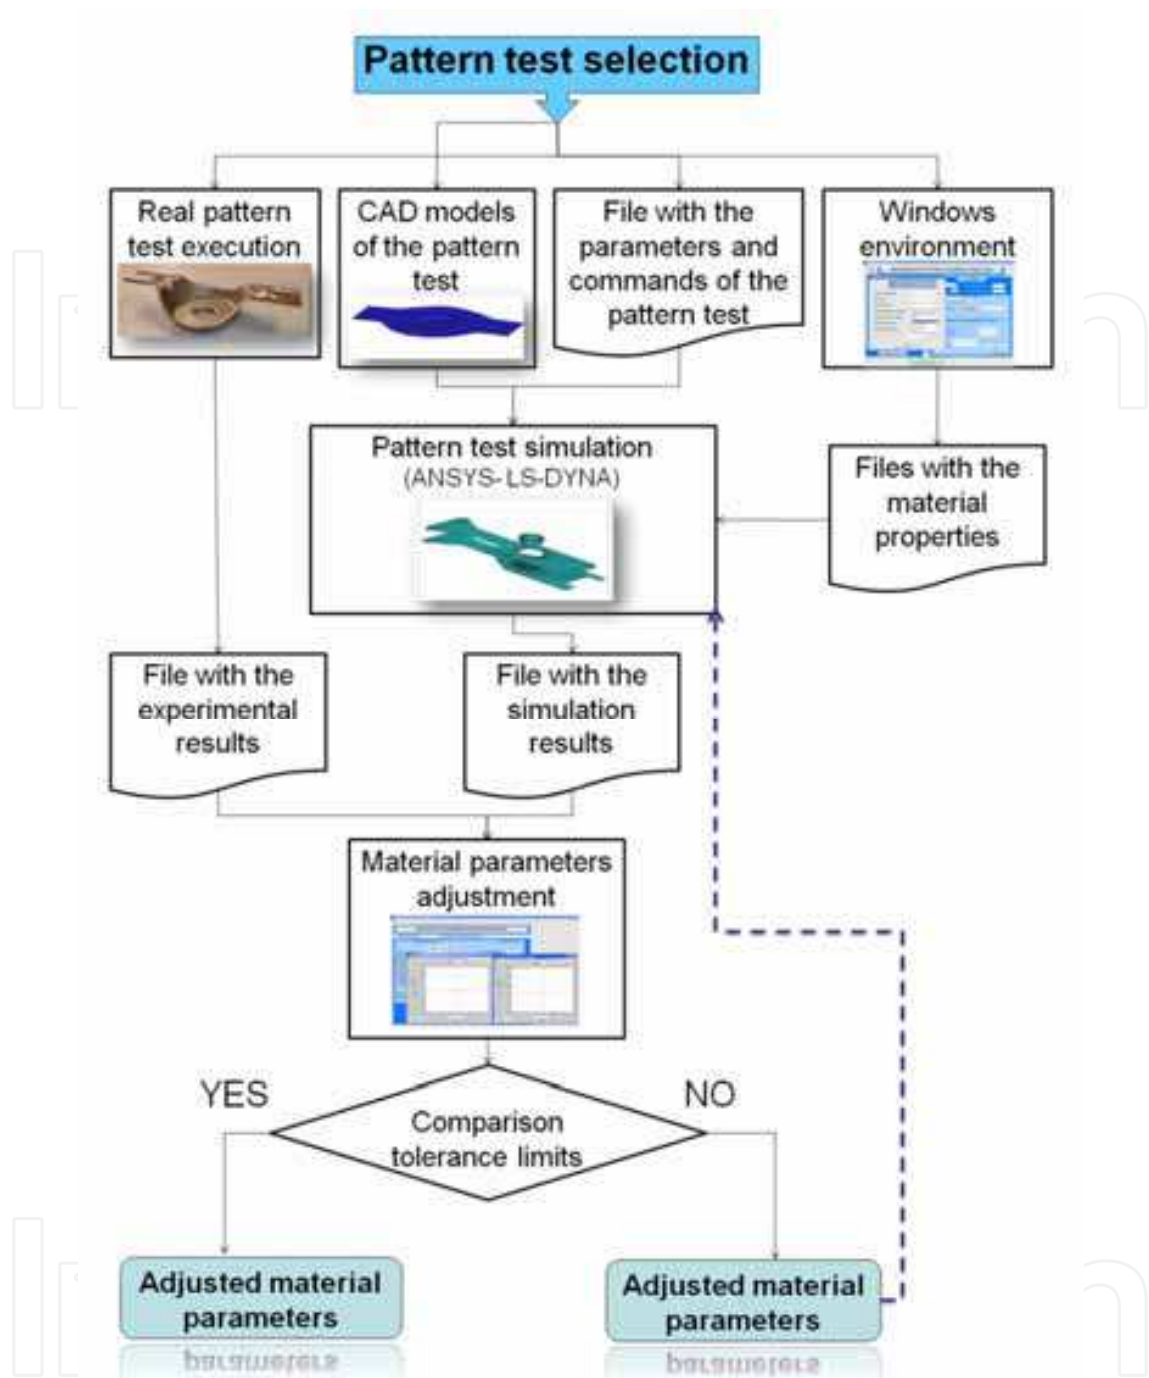 Pattern test selection
Real pattern
test execution
CAD models
of the pattern
test
File with the
parameters and
commands of the
pattern test
Windows
environment
Pattern test simulation
(ANSYS-LS-DYNA)
Files with the
material
properties
File with the
experimental
results
File with the
simulation
results
Material parameters
adjustment
YES
NO
Comparison
tolerance limits
Adjusted material
parameters
Adjusted material
parameters